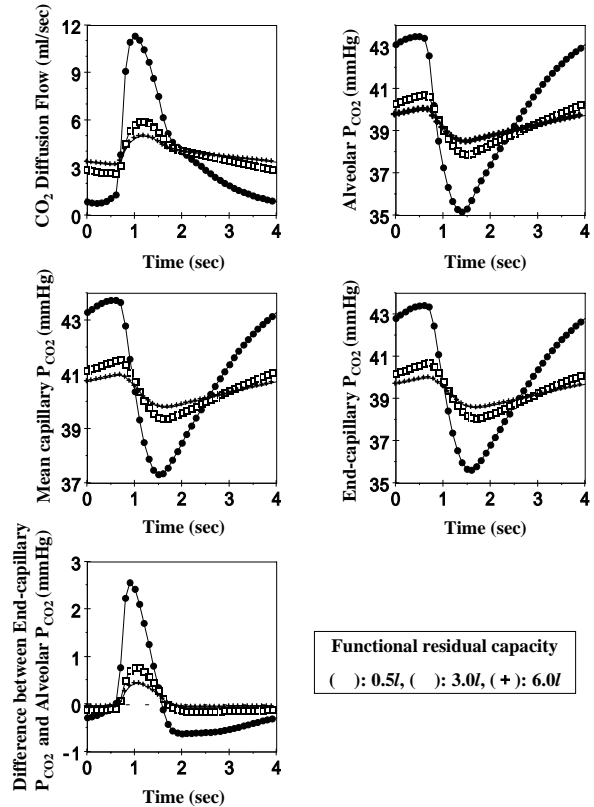 12
9
6
3
0
0 1 2 3 4
CO2 Diffusion Flow (ml/sec)
Time (sec)
43
41
39
37
35
0 1 2 3 4
Alveolar PCO2 (mmHg)
Time (sec)
43
41
39
37
0 1 2 3 4
Mean capillary PCO2 (mmHg)
Time (sec)
43
41
39
37
35
0 1 2 3 4
End-capillary PCO2 (mmHg)
Time (sec)
3
2
1
0
-1
0 1 2 3 4
Difference between End-capillary
PCO2 and Alveolar PCO2 (mmHg)
Time (sec)
Functional residual capacity
( ): 0.5l, ( ): 3.0l, ( + ): 6.0l